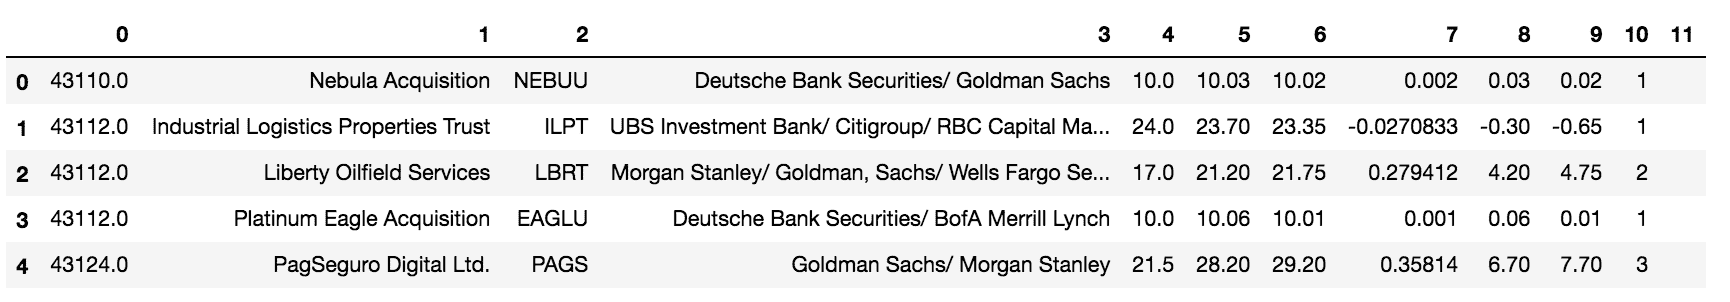 0 1 2 3 4 5 6 7 8 9 10 11
0 43110.0 Nebula Acquisition NEBUU Deutsche Bank Securities/ Goldman Sachs 10.0 10.03 10.02 0.002 0.03 0.02 1
1 43112.0 Industrial Logistics Properties Trust ILPT UBS Investment Bank/ Citigroup/ RBC Capital Ma... 24.0 23.70 23.35 -0.0270833 -0.30 -0.65 1
2 43112.0 Liberty Oilfield Services LBRT Morgan Stanley/ Goldman, Sachs/ Wells Fargo Se... 17.0 21.20 21.75 0.279412 4.20 4.75 2
3 43112.0 Platinum Eagle Acquisition EAGLU Deutsche Bank Securities/ BofA Merrill Lynch 10.0 10.06 10.01 0.001 0.06 0.01 1
4 43124.0 PagSeguro Digital Ltd. PAGS Goldman Sachs/ Morgan Stanley 21.5 28.20 29.20 0.35814 6.70 7.70 3